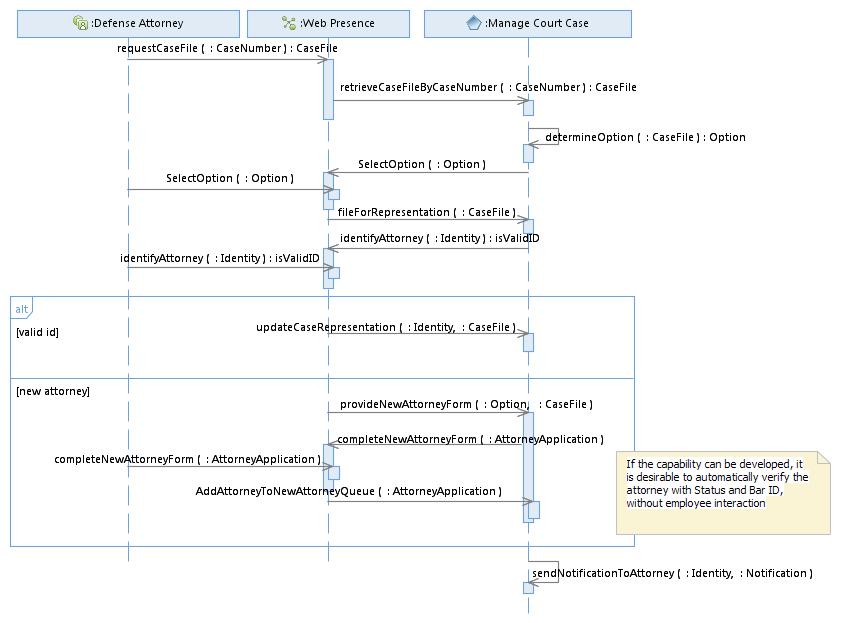 :Defense Attorney
:Web Presence
:Manage Court Case
requestCaseFile ( : CaseNumber ) : CaseFile
retrieveCaseFileByCaseNumber ( : CaseNumber ) : CaseFile
determineOption ( : CaseFile ) : Option
SelectOption ( : Option )
SelectOption ( : Option )
fileForRepresentation ( : CaseFile )
identifyAttorney ( : Identity ) : isValidID
identifyAttorney ( : Identity ) : isValidID
alt
[valid id]
updateCaseRepresentation ( : Identity, : CaseFile )
[new attorney]
provideNewAttorneyForm ( : Option, : CaseFile )
completeNewAttorneyForm ( : AttorneyApplication )
completeNewAttorneyForm ( : AttorneyApplication )
AddAttorneyToNewAttorneyQueue ( : AttorneyApplication )
If the capability can be developed, it
is desirable to automatically verify the
attorney with Status and Bar ID,
without employee interaction
sendNotificationToAttorney ( : Identity, : Notification )